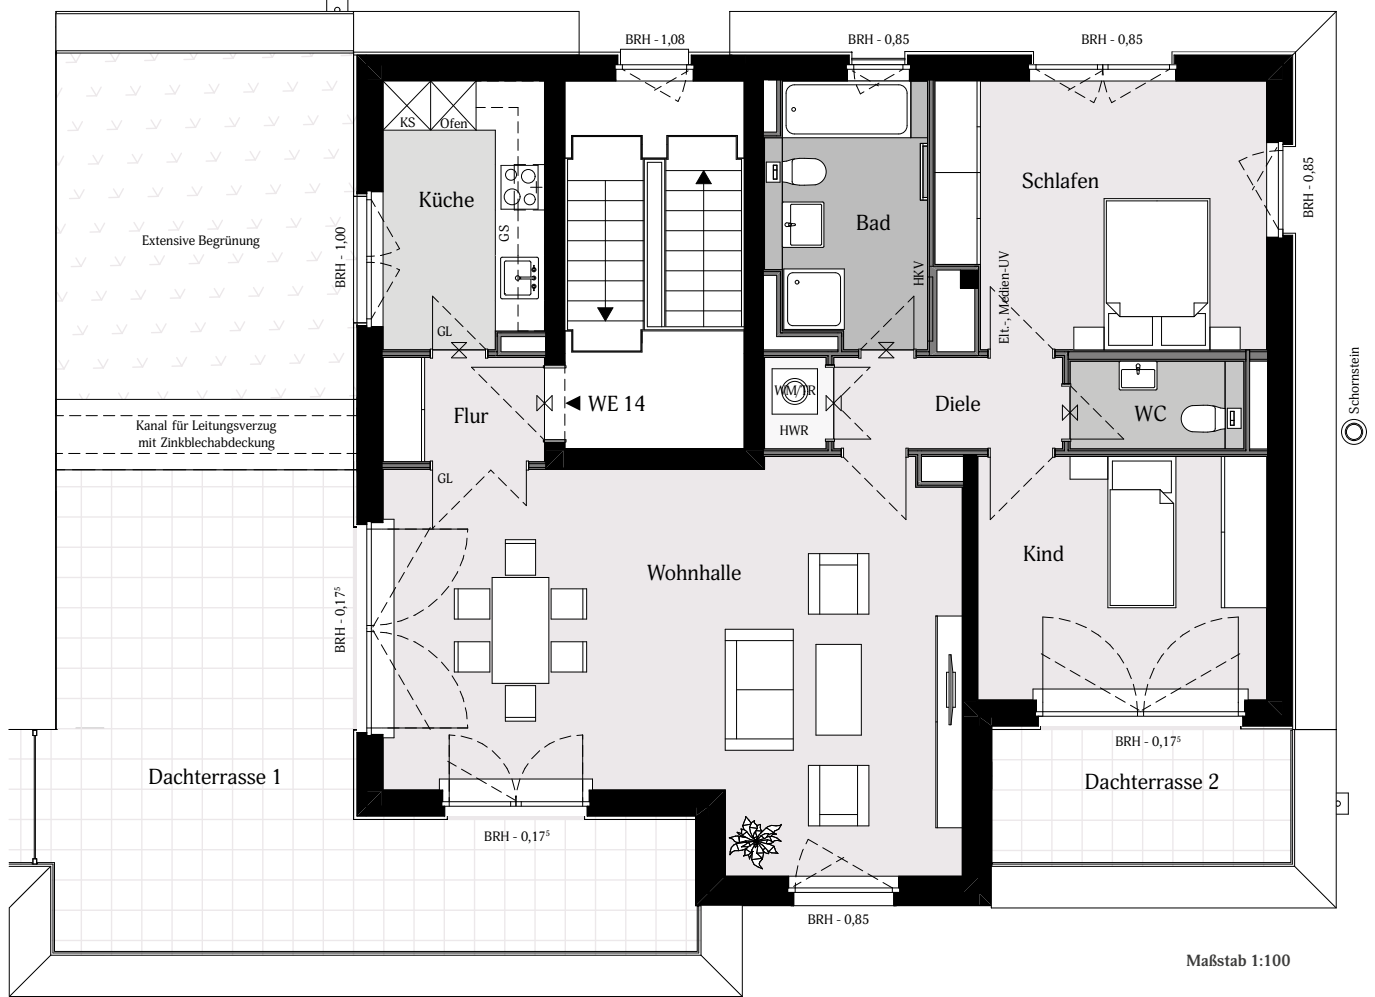 BRH - 1,08
BRH - 0,85
BRH - 0,85
KS
Ofen
Küche
GS
GL
BRH - 1,00
Extensive Begrünung
Bad
HKV
Schlafen
BRH - 0,85
Elt.-, Medien-UV
Schornstein
Kanal für Leitungsverzug
mit Zinkblechabdeckung
Flur
WE 14
WM/TR
HWR
Diele
WC
GL
Wohnhalle
Kind
BRH - 0,17⁵
Dachterrasse 1
BRH - 0,17⁵
BRH - 0,17⁵
Dachterrasse 2
BRH - 0,85
Maßstab 1:100